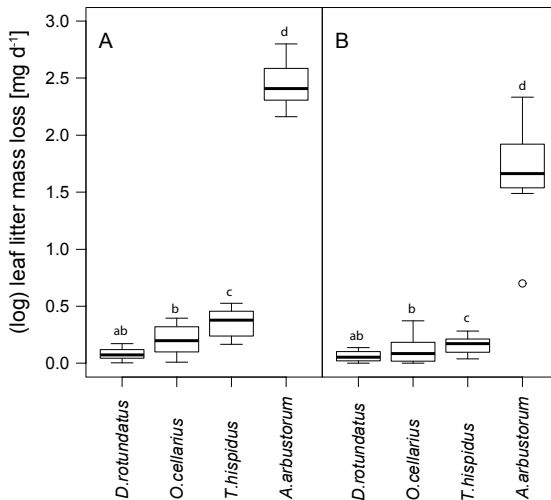 (log) leaf litter mass loss [mg d⁻¹]
3.0
2.5
2.0
1.5
1.0
0.5
0.0
A
ab
b
c
d
B
ab
b
c
d
D.rotundatus
O.cellarius
T.hispidus
A.arbustorum
D.rotundatus
O.cellarius
T.hispidus
A.arbustorum